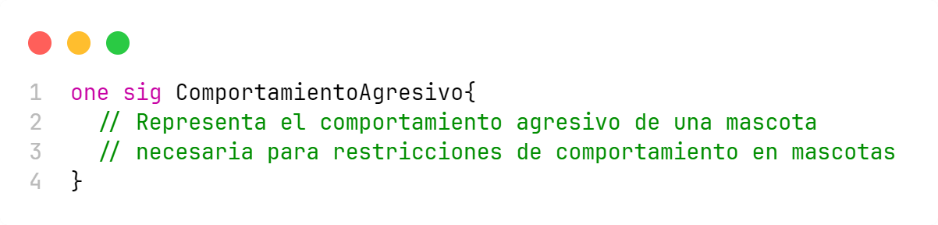 1 one sig ComportamientoAgresivo{
2 // Representa el comportamiento agresivo de una mascota
3 // necesaria para restricciones de comportamiento en mascotas
4 }